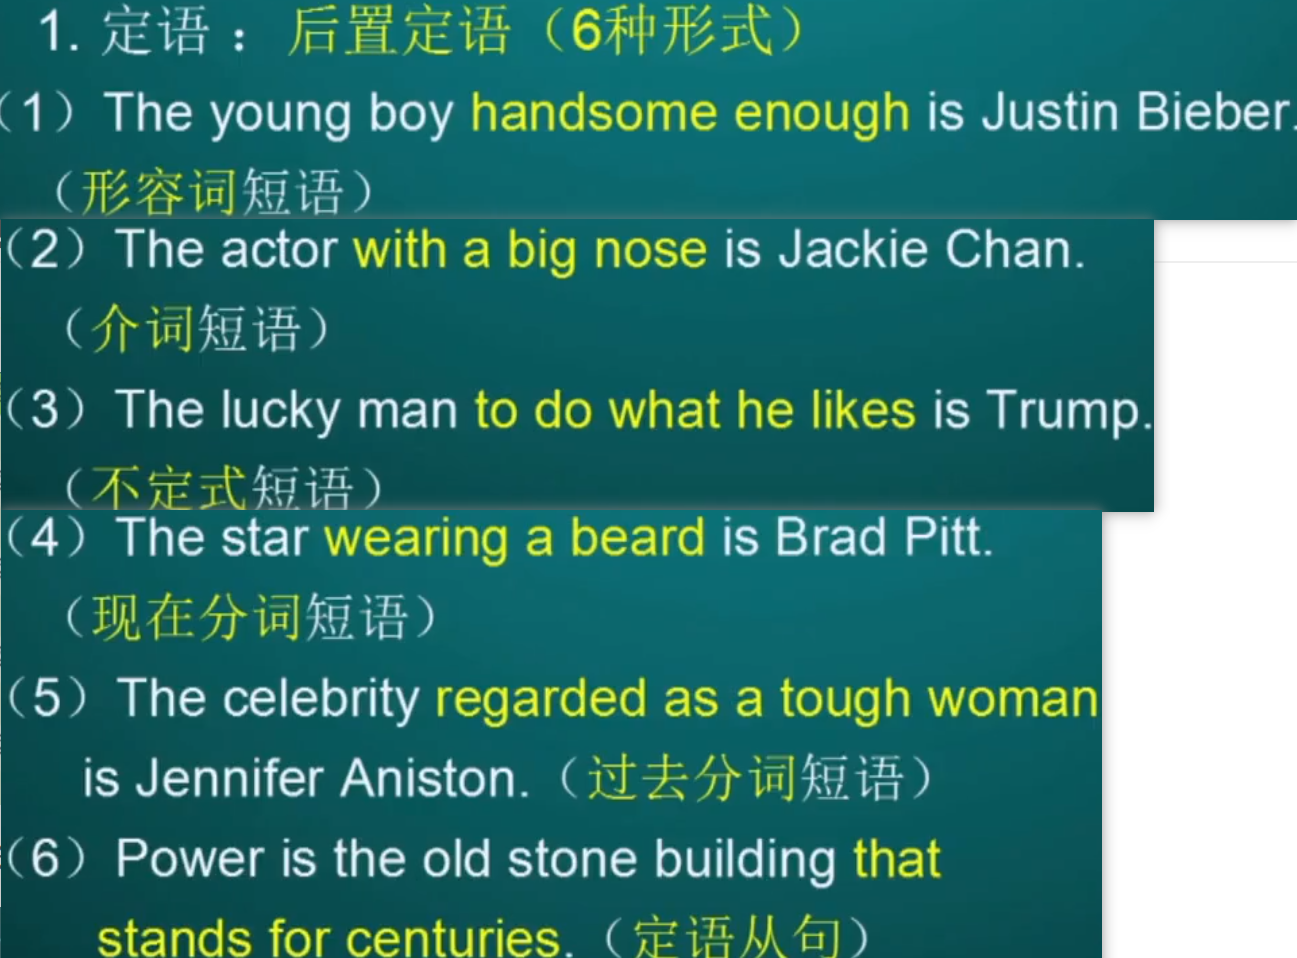 1. 定语：后置定语（6种形式）
（1）The young boy handsome enough is Justin Bieber.
（形容词短语）
（2）The actor with a big nose is Jackie Chan.
（介词短语）
（3）The lucky man to do what he likes is Trump.
（不定式短语）
（4）The star wearing a beard is Brad Pitt.
（现在分词短语）
（5）The celebrity regarded as a tough woman
is Jennifer Aniston.（过去分词短语）
（6）Power is the old stone building that
stands for centuries.（定语从句）